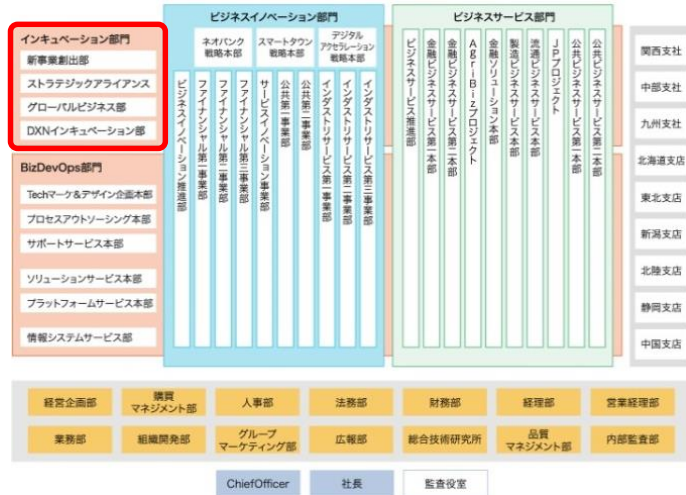 インキュベーション部門
新事業創出部
ストラテジックアライアンス
グローバルビジネス部
DXNインキュベーション部
BizDevOps部門
Techマーケ&デザイン企画本部
プロセスアウトソーシング本部
サポートサービス本部
ソリューションサービス本部
プラットフォームサービス本部
情報システムサービス部
ビジネスイノベーション部門
ネオバンク
戦略本部
スマートタウン
戦略本部
デジタル
アクセラレーション
戦略本部
ビジネスイノベーション推進部
ファイナンシャル第一事業部
ファイナンシャル第二事業部
ファイナンシャル第三事業部
サービスイノベーション事業部
公共第一事業部
公共第二事業部
インダストリサービス第一事業部
インダストリサービス第二事業部
インダストリサービス第三事業部
ビジネスサービス部門
ビジネスサービス推進部
金融ビジネスサービス第一本部
金融ビジネスサービス第二本部
AgriBizプロジェクト
金融ソリューション本部
製造ビジネスサービス本部
流通ビジネスサービス本部
JPプロジェクト
公共ビジネスサービス第一本部
公共ビジネスサービス第二本部
関西支社
中部支社
九州支社
北海道支店
東北支店
新潟支店
北陸支店
静岡支店
中国支店
経営企画部
購買
マネジメント部
人事部
法務部
財務部
経理部
営業経理部
業務部
組織開発部
グループ
マーケティング部
広報部
総合技術研究所
品質
マネジメント部
内部監査部
ChiefOfficer
社長
監査役室